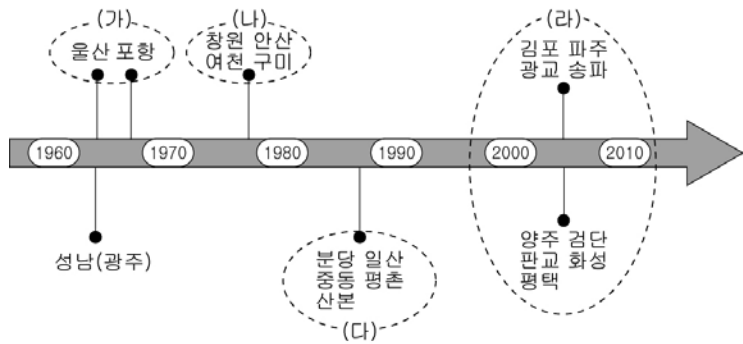 (가)
울산 포항
(나)
창원 안산
여천 구미
(라)
김포 파주
광교 송파
1960
1970
1980
1990
2000
2010
성남(광주)
분당 일산
중동 평촌
산본
(다)
양주 검단
판교 화성
평택